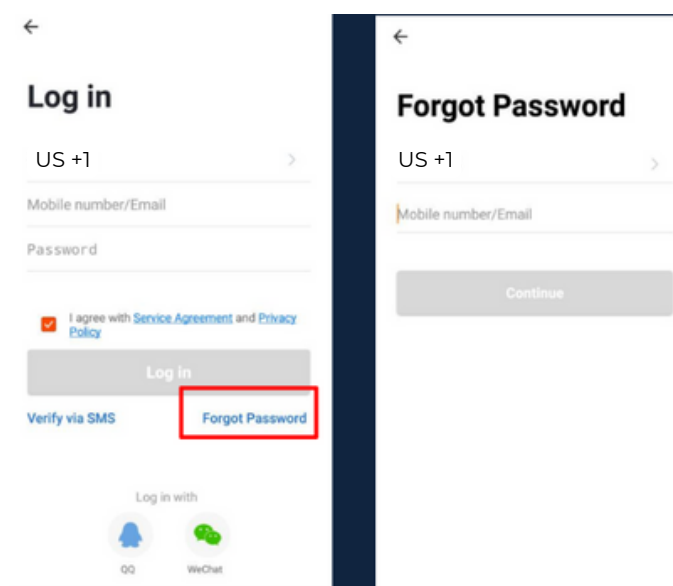 Log in
US +1
Mobile number/Email
Password
I agree with Service Agreement and Privacy
Policy
Log in
Verify via SMS
Forgot Password
Log in with
QQ
WeChat
Forgot Password
US +1
Mobile number/Email
Continue